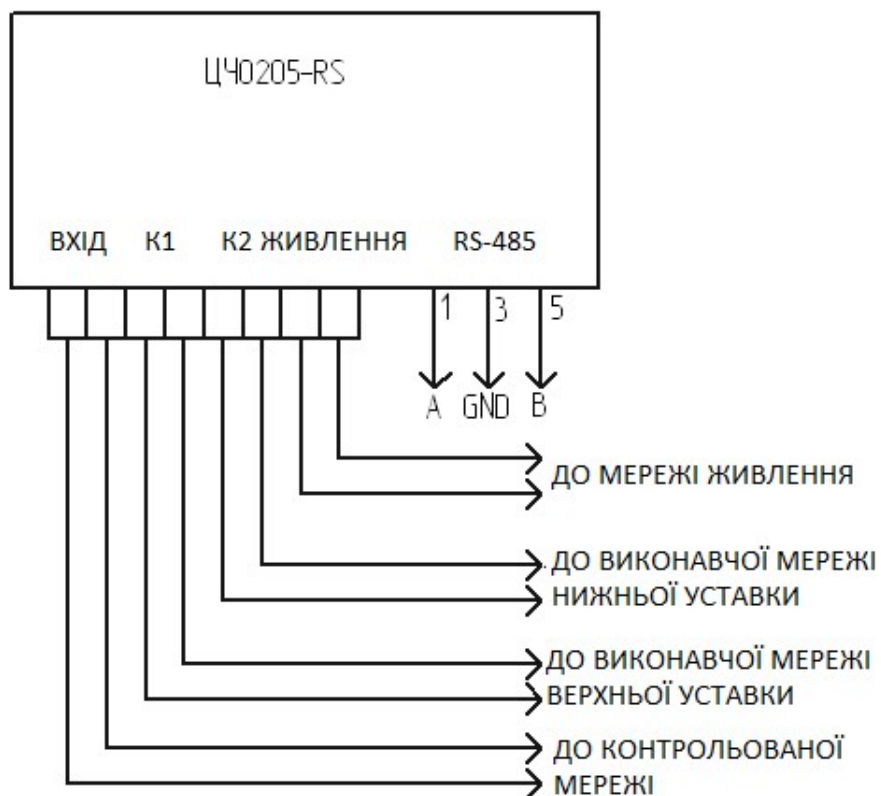 ЦЧ0205-RS
ВХІД К1 К2 ЖИВЛЕННЯ RS-485
1 3 5
A GND B
ДО МЕРЕЖІ ЖИВЛЕННЯ
ДО ВИКОНАВЧОЇ МЕРЕЖІ
НИЖНЬОЇ УСТАВКИ
ДО ВИКОНАВЧОЇ МЕРЕЖІ
ВЕРХНЬОЇ УСТАВКИ
ДО КОНТРОЛЬОВАНОЇ
МЕРЕЖІ